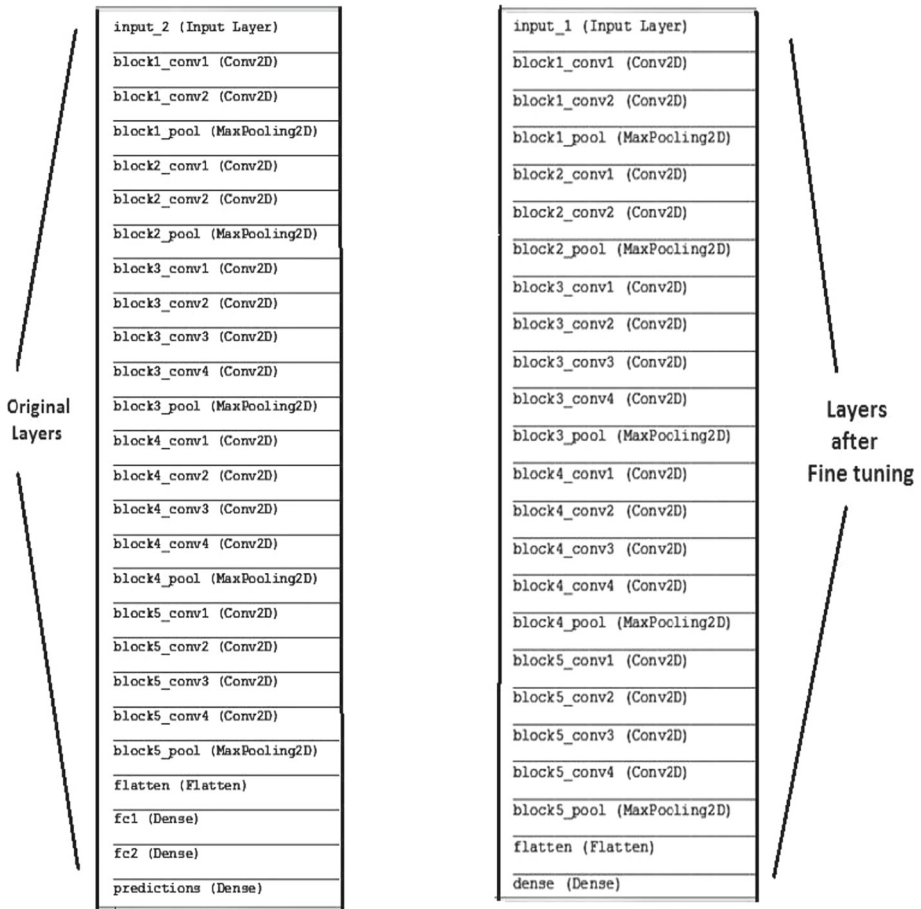 Original
Layers
input_2 (Input Layer)
block1_conv1 (Conv2D)
block1_conv2 (Conv2D)
block1_pool (MaxPooling2D)
block2_conv1 (Conv2D)
block2_conv2 (Conv2D)
block2_pool (MaxPooling2D)
block3_conv1 (Conv2D)
block3_conv2 (Conv2D)
block3_conv3 (Conv2D)
block3_conv4 (Conv2D)
block3_pool (MaxPooling2D)
block4_conv1 (Conv2D)
block4_conv2 (Conv2D)
block4_conv3 (Conv2D)
block4_conv4 (Conv2D)
block4_pool (MaxPooling2D)
block5_conv1 (Conv2D)
block5_conv2 (Conv2D)
block5_conv3 (Conv2D)
block5_conv4 (Conv2D)
block5_pool (MaxPooling2D)
flatten (Flatten)
fc1 (Dense)
fc2 (Dense)
predictions (Dense)
input_1 (Input Layer)
block1_conv1 (Conv2D)
block1_conv2 (Conv2D)
block1_pool (MaxPooling2D)
block2_conv1 (Conv2D)
block2_conv2 (Conv2D)
block2_pool (MaxPooling2D)
block3_conv1 (Conv2D)
block3_conv2 (Conv2D)
block3_conv3 (Conv2D)
block3_conv4 (Conv2D)
block3_pool (MaxPooling2D)
block4_conv1 (Conv2D)
block4_conv2 (Conv2D)
block4_conv3 (Conv2D)
block4_conv4 (Conv2D)
block4_pool (MaxPooling2D)
block5_conv1 (Conv2D)
block5_conv2 (Conv2D)
block5_conv3 (Conv2D)
block5_conv4 (Conv2D)
block5_pool (MaxPooling2D)
flatten (Flatten)
dense (Dense)
Layers
after
Fine tuning